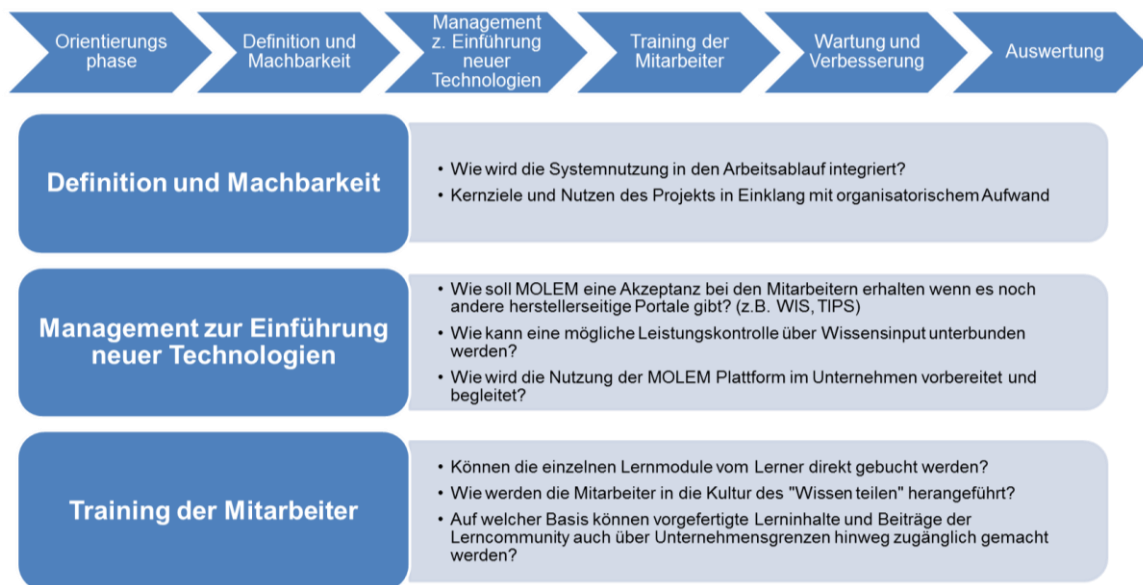 Orientierungs
phase
Definition und
Machbarkeit
Management
z. Einführung
neuer
Technologien
Training der
Mitarbeiter
Wartung und
Verbesserung
Auswertung
Definition und Machbarkeit
• Wie wird die Systemnutzung in den Arbeitsablauf integriert?
• Kernziele und Nutzen des Projekts in Einklang mit organisatorischem Aufwand
Management zur Einführung
neuer Technologien
• Wie soll MOLEM eine Akzeptanz bei den Mitarbeitern erhalten wenn es noch
andere herstellerseitige Portale gibt? (z.B. WIS, TIPS)
• Wie kann eine mögliche Leistungskontrolle über Wissensinput unterbunden
werden?
• Wie wird die Nutzung der MOLEM Plattform im Unternehmen vorbereitet und
begleitet?
Training der Mitarbeiter
• Können die einzelnen Lernmodule vom Lerner direkt gebucht werden?
• Wie werden die Mitarbeiter in die Kultur des "Wissen teilen" herangeführt?
• Auf welcher Basis können vorgefertigte Lerninhalte und Beiträge der
Lerncommunity auch über Unternehmensgrenzen hinweg zugänglich gemacht
werden?